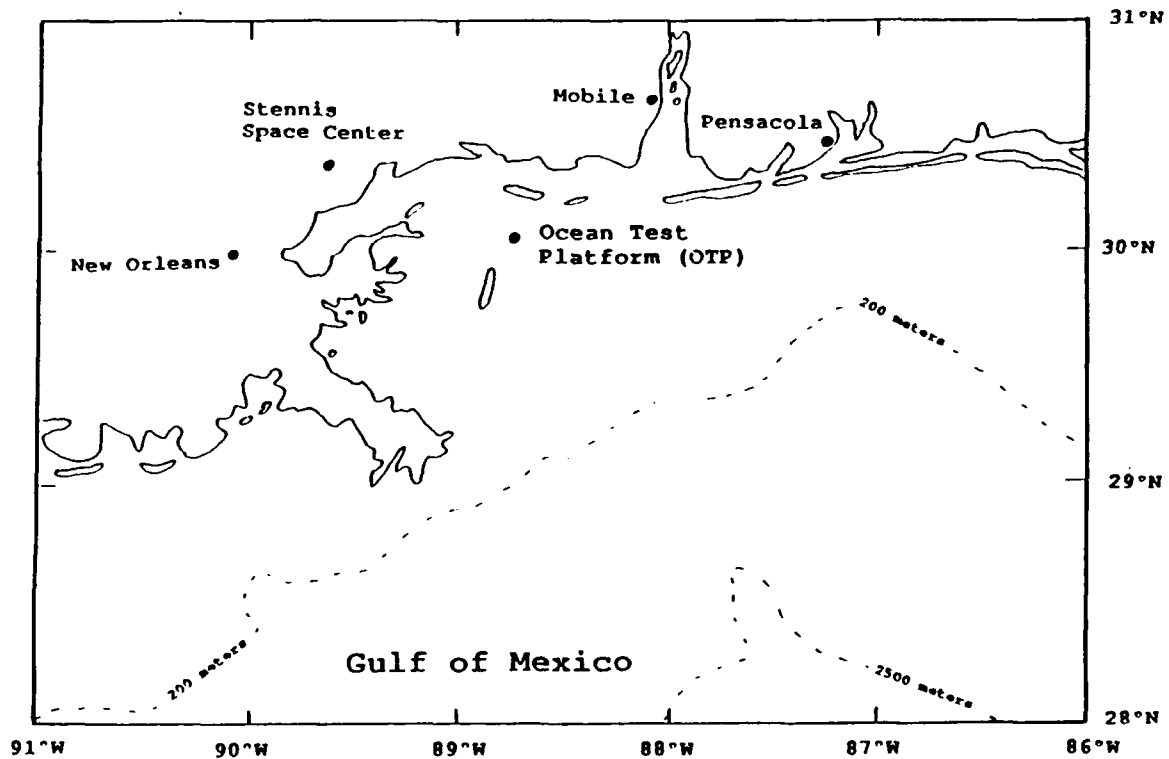 31°N
Stennis
Space Center
Mobile
Pensacola
Ocean Test
Platform (OTP)
30°N
New Orleans
200 meters
29°N
Gulf of Mexico
200 meters
2500 meters
28°N
91°W
90°W
89°W
88°W
87°W
86°W